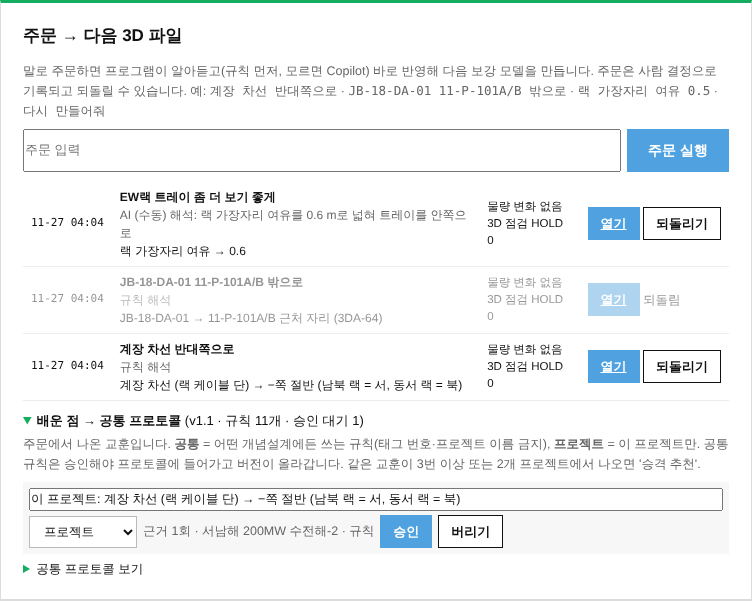 주문 → 다음 3D 파일
말로 주문하면 프로그램이 알아듣고(규칙 먼저, 모르면 Copilot) 바로 반영해 다음 보강 모델을 만듭니다. 주문은 사람 결정으로
기록되고 되돌릴 수 있습니다. 예: 계장 차선 반대쪽으로 · JB-18-DA-01 11-P-101A/B 밖으로 · 랙 가장자리 여유 0.5 ·
다시 만들어줘
주문 입력
주문 실행
11-27 04:04
EW랙 트레이 좀 더 보기 좋게
AI (수동) 해석: 랙 가장자리 여유를 0.6 m로 넓혀 트레이를 안쪽으
로
랙 가장자리 여유 → 0.6
물량 변화 없음
3D 점검 HOLD
0
열기
되돌리기
11-27 04:04
JB-18-DA-01 11-P-101A/B 밖으로
규칙 해석
JB-18-DA-01 → 11-P-101A/B 근처 자리 (3DA-64)
물량 변화 없음
3D 점검 HOLD
0
열기
되돌림
11-27 04:04
계장 차선 반대쪽으로
규칙 해석
계장 차선 (랙 케이블 단) → −쪽 절반 (남북 랙 = 서, 동서 랙 = 북)
물량 변화 없음
3D 점검 HOLD
0
열기
되돌리기
▼ 배운 점 → 공통 프로토콜 (v1.1 · 규칙 11개 · 승인 대기 1)
주문에서 나온 교훈입니다. 공통 = 어떤 개념설계에든 쓰는 규칙(태그 번호·프로젝트 이름 금지), 프로젝트 = 이 프로젝트만. 공통
규칙은 승인해야 프로토콜에 들어가고 버전이 올라갑니다. 같은 교훈이 3번 이상 또는 2개 프로젝트에서 나오면 '승격 추천'.
이 프로젝트: 계장 차선 (랙 케이블 단) → −쪽 절반 (남북 랙 = 서, 동서 랙 = 북)
프로젝트
근거 1회 · 서남해 200MW 수전해-2 · 규칙
승인
버리기
▶ 공통 프로토콜 보기